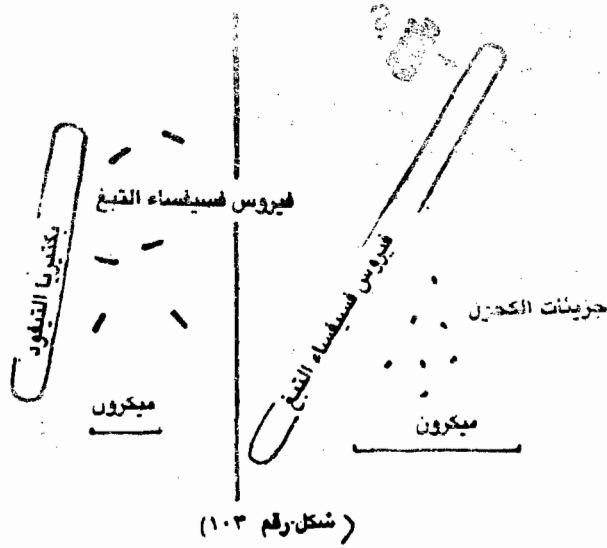 فيروس فسيفساء التبغ
بكتيريا التيفود
ميكرون
فيروس فسيفساء التبغ
جزيئات الكحول
ميكرون
(شكل رقم ١٠٣)